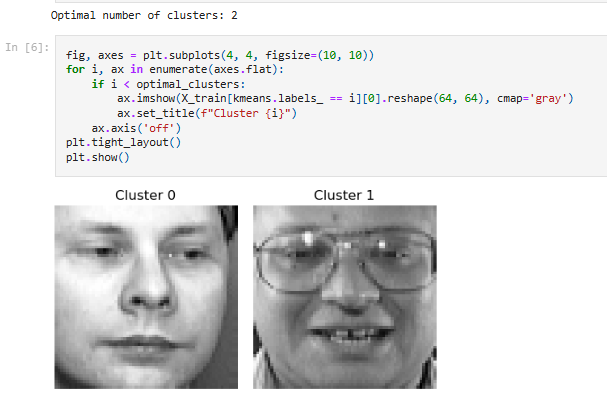 Optimal number of clusters: 2
In [6]:
fig, axes = plt.subplots(4, 4, figsize=(10, 10))
for i, ax in enumerate(axes.flat):
    if i < optimal_clusters:
        ax.imshow(X_train[kmeans.labels_ == i][0].reshape(64, 64), cmap='gray')
        ax.set_title(f"Cluster {i}")
    ax.axis('off')
plt.tight_layout()
plt.show()
Cluster 0 Cluster 1